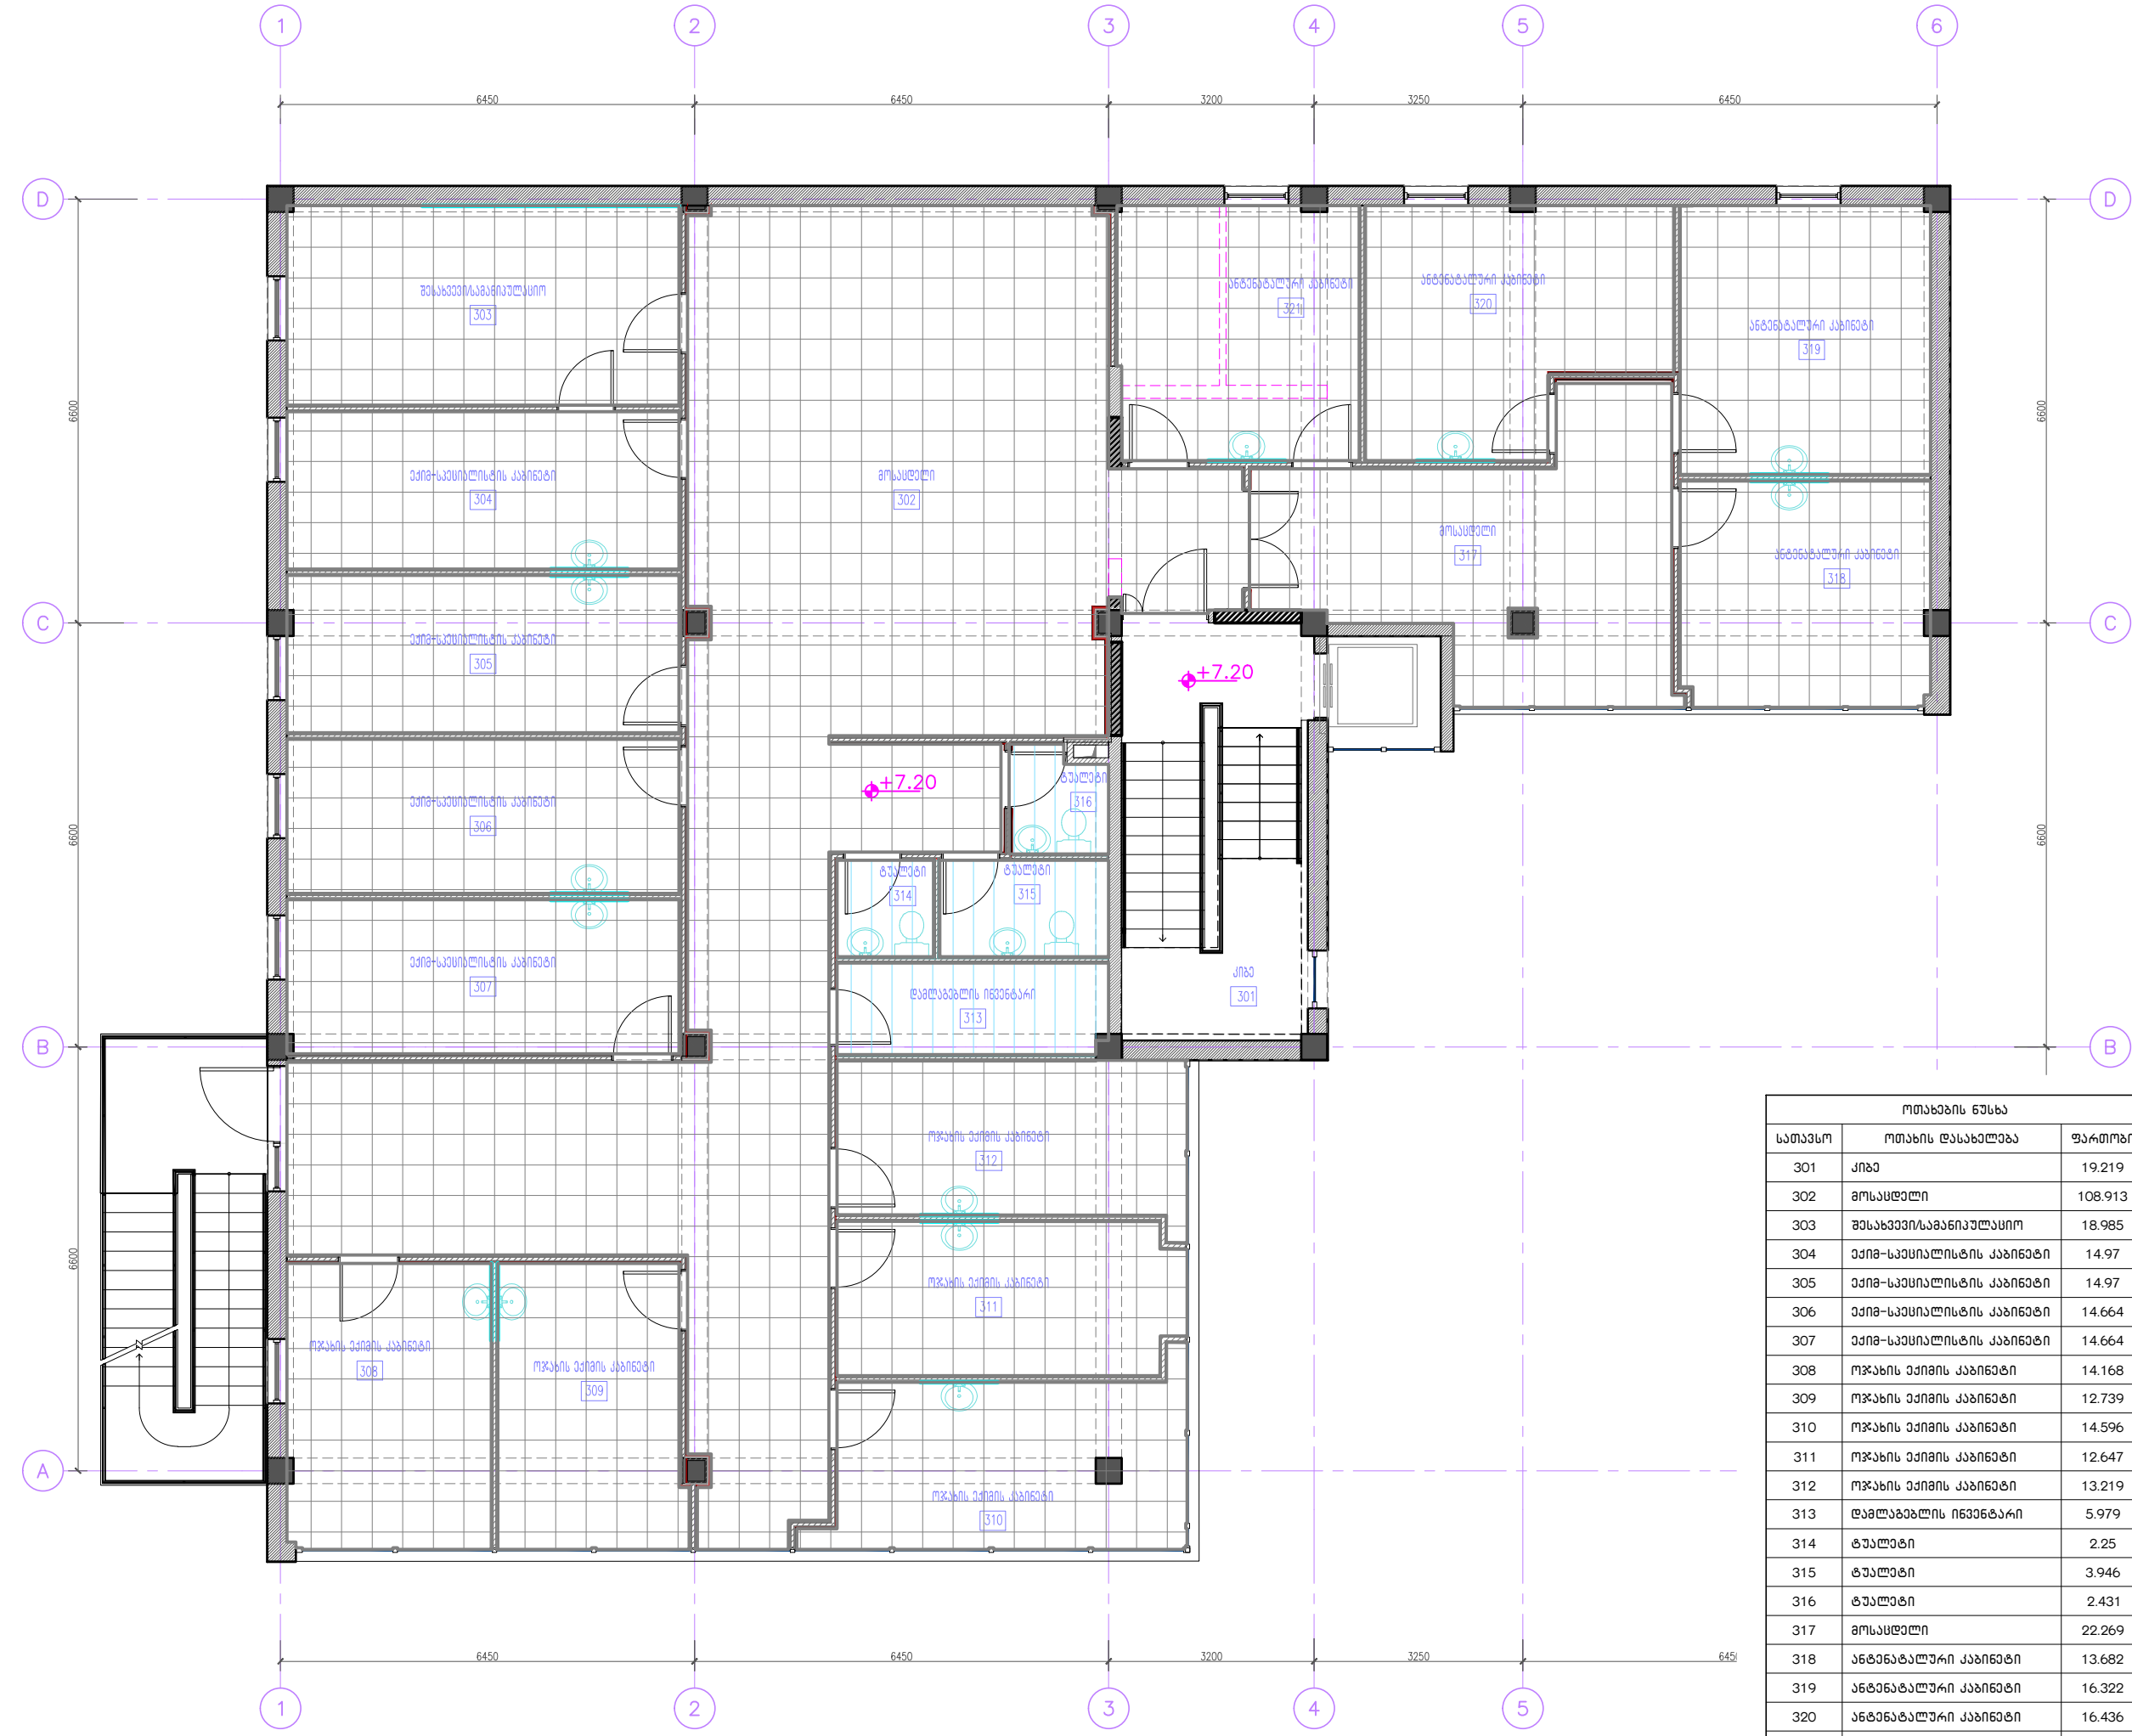 1 2 3 4 5 6
6450 6450 3200 3250 6450
D D
შესახვევი/სამანიპულაციო
303
ანტენატალური კაბინეტი
321
ანტენატალური კაბინეტი
320
ანტენატალური კაბინეტი
319
6600 6600
ექიმ-სპეციალისტის კაბინეტი
304
მოსაცდელი
302
მოსაცდელი
317
ანტენატალური კაბინეტი
318
C C
ექიმ-სპეციალისტის კაბინეტი
305
+7.20
+7.20
ტუალეტი
316
ექიმ-სპეციალისტის კაბინეტი
306
6600 6600
ტუალეტი
314
ტუალეტი
315
ექიმ-სპეციალისტის კაბინეტი
307
დამლაგებლის ინვენტარი
313
კიბე
301
B B
ოჯახის ექიმის კაბინეტი
312
6600
ოჯახის ექიმის კაბინეტი
311
ოჯახის ექიმის კაბინეტი
308
ოჯახის ექიმის კაბინეტი
309
A
ოჯახის ექიმის კაბინეტი
310
6450 6450 3200 3250 645
1 2 3 4 5
ოთახების ნუსხა
სათავსო ოთახის დასახელება ფართობი
301 კიბე 19.219
302 მოსაცდელი 108.913
303 შესახვევი/სამანიპულაციო 18.985
304 ექიმ-სპეციალისტის კაბინეტი 14.97
305 ექიმ-სპეციალისტის კაბინეტი 14.97
306 ექიმ-სპეციალისტის კაბინეტი 14.664
307 ექიმ-სპეციალისტის კაბინეტი 14.664
308 ოჯახის ექიმის კაბინეტი 14.168
309 ოჯახის ექიმის კაბინეტი 12.739
310 ოჯახის ექიმის კაბინეტი 14.596
311 ოჯახის ექიმის კაბინეტი 12.647
312 ოჯახის ექიმის კაბინეტი 13.219
313 დამლაგებლის ინვენტარი 5.979
314 ტუალეტი 2.25
315 ტუალეტი 3.946
316 ტუალეტი 2.431
317 მოსაცდელი 22.269
318 ანტენატალური კაბინეტი 13.682
319 ანტენატალური კაბინეტი 16.322
320 ანტენატალური კაბინეტი 16.436